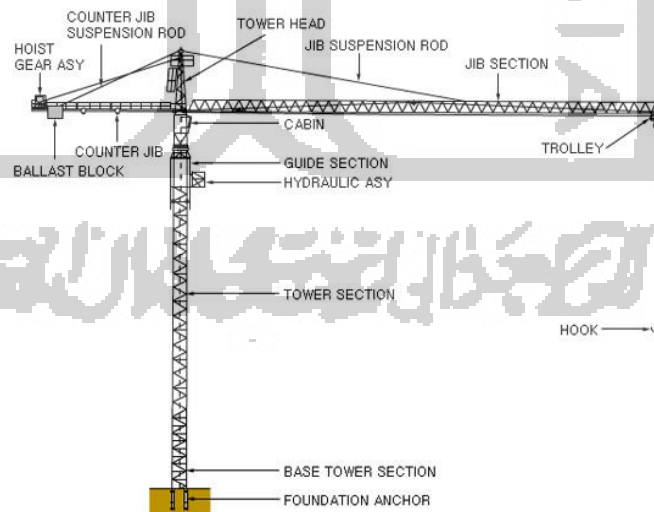 COUNTER JIB
SUSPENSION ROD
TOWER HEAD
HOIST
GEAR ASY
JIB SUSPENSION ROD
JIB SECTION
CABIN
TROLLEY
COUNTER JIB
BALLAST BLOCK
GUIDE SECTION
HYDRAULIC ASY
TOWER SECTION
HOOK
BASE TOWER SECTION
FOUNDATION ANCHOR